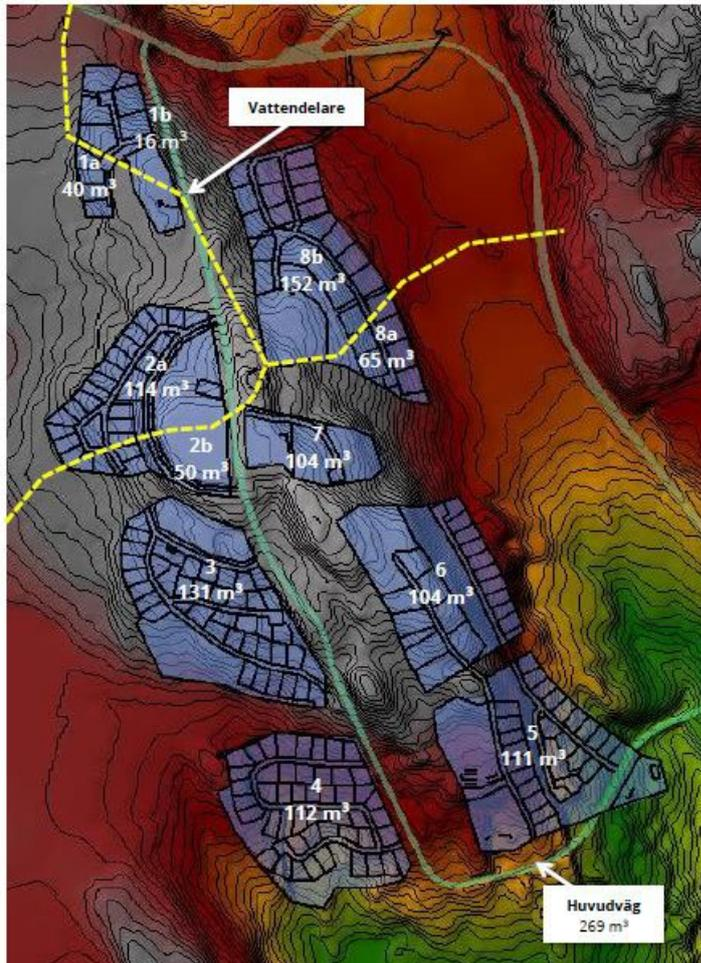 Vattendelare
1b
16 m³
1a
40 m³
8b
152 m³
8a
65 m³
2a
114 m³
2b
50 m³
7
104 m³
3
131 m³
6
104 m³
5
111 m³
4
112 m³
Huvudväg
269 m³